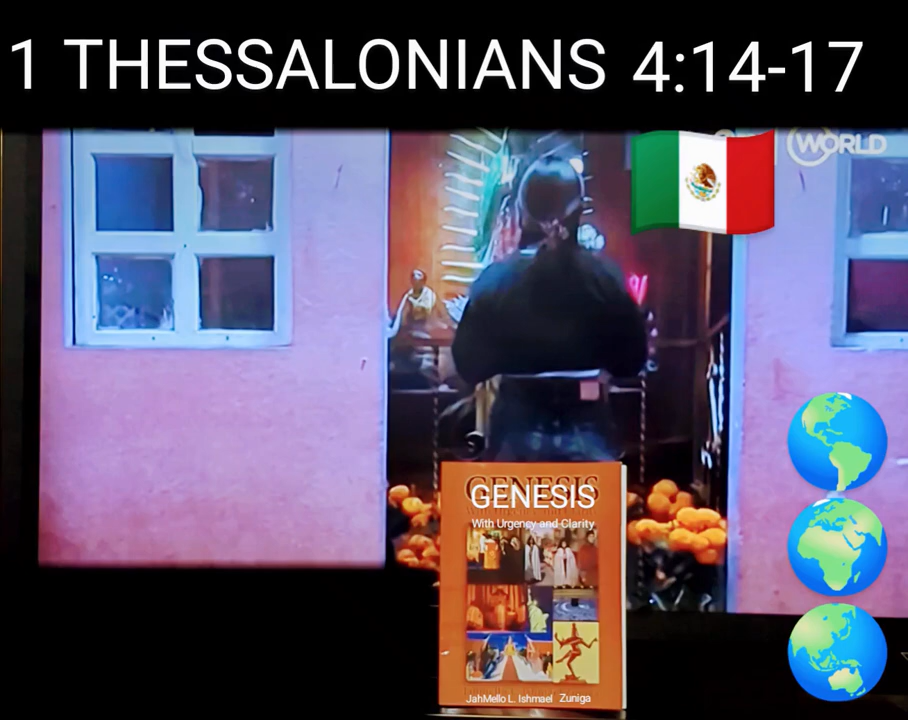 1 THESSALONIANS 4:14-17
WORLD
GENESIS
With Urgency and Clarity
JahMello L. Ishmael Zuniga